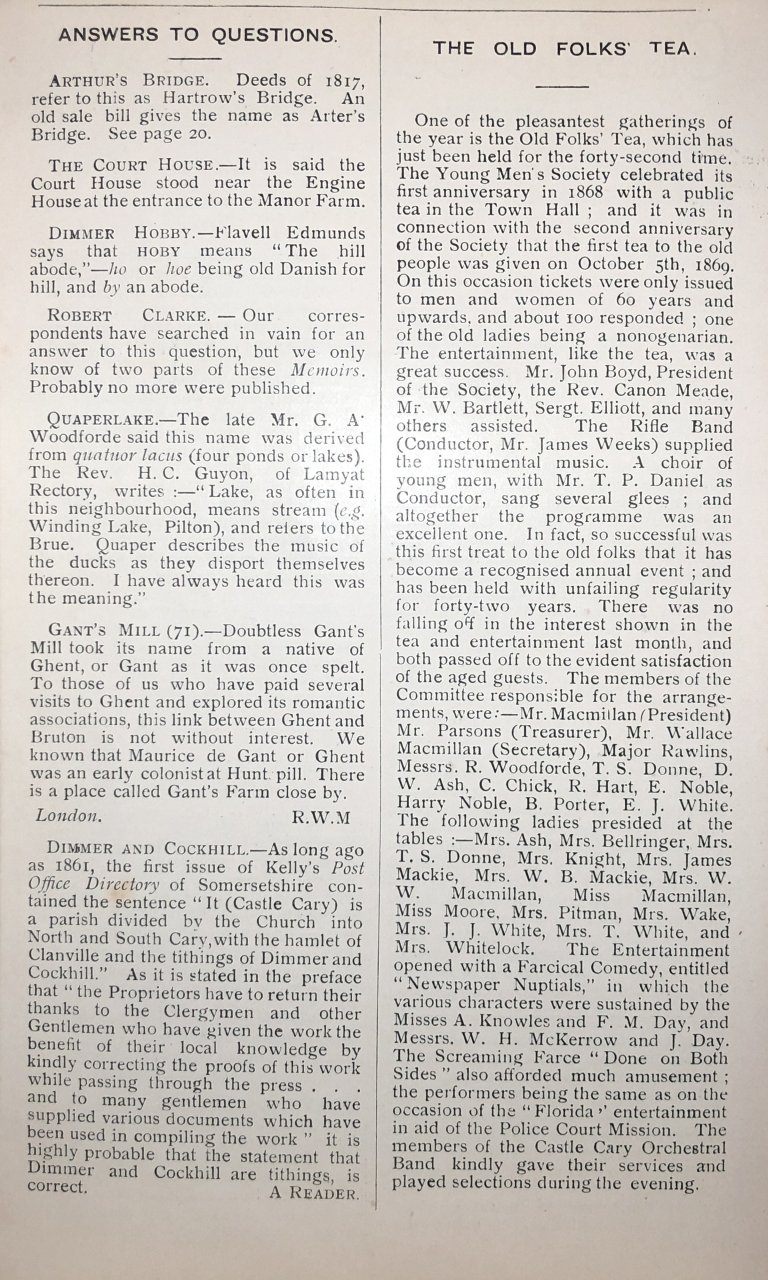 ANSWERS TO QUESTIONS.
ARTHUR'S BRIDGE. Deeds of 1817,
refer to this as Hartrow's Bridge. An
old sale bill gives the name as Arter's
Bridge. See page 20.
THE COURT HOUSE.—It is said the
Court House stood near the Engine
House at the entrance to the Manor Farm.
DIMMER HOBBY.—Flavell Edmunds
says that HOBY means "The hill
abode,"—ho or hoe being old Danish for
hill, and by an abode.
ROBERT CLARKE. — Our corres-
pondents have searched in vain for an
answer to this question, but we only
know of two parts of these Memoirs.
Probably no more were published.
QUAPERLAKE.—The late Mr. G. A·
Woodforde said this name was derived
from quatuor lacus (four ponds or lakes).
The Rev. H. C. Guyon, of Lamyat
Rectory, writes :—"Lake, as often in
this neighbourhood, means stream (e.g.
Winding Lake, Pilton), and refers to the
Brue. Quaper describes the music of
the ducks as they disport themselves
thereon. I have always heard this was
the meaning."
GANT'S MILL (71).—Doubtless Gant's
Mill took its name from a native of
Ghent, or Gant as it was once spelt.
To those of us who have paid several
visits to Ghent and explored its romantic
associations, this link between Ghent and
Bruton is not without interest. We
known that Maurice de Gant or Ghent
was an early colonist at Hunt pill. There
is a place called Gant's Farm close by.
London. R.W.M
DIMMER AND COCKHILL.—As long ago
as 1861, the first issue of Kelly's Post
Office Directory of Somersetshire con-
tained the sentence "It (Castle Cary) is
a parish divided by the Church into
North and South Cary, with the hamlet of
Clanville and the tithings of Dimmer and
Cockhill." As it is stated in the preface
that "the Proprietors have to return their
thanks to the Clergymen and other
Gentlemen who have given the work the
benefit of their local knowledge by
kindly correcting the proofs of this work
while passing through the press . . .
and to many gentlemen who have
supplied various documents which have
been used in compiling the work" it is
highly probable that the statement that
Dimmer and Cockhill are tithings, is
correct. A READER.
THE OLD FOLKS' TEA.
One of the pleasantest gatherings of
the year is the Old Folks' Tea, which has
just been held for the forty-second time.
The Young Men's Society celebrated its
first anniversary in 1868 with a public
tea in the Town Hall ; and it was in
connection with the second anniversary
of the Society that the first tea to the old
people was given on October 5th, 1869.
On this occasion tickets were only issued
to men and women of 60 years and
upwards, and about 100 responded ; one
of the old ladies being a nonogenarian.
The entertainment, like the tea, was a
great success. Mr. John Boyd, President
of the Society, the Rev. Canon Meade,
Mr. W. Bartlett, Sergt. Elliott, and many
others assisted. The Rifle Band
(Conductor, Mr. James Weeks) supplied
the instrumental music. A choir of
young men, with Mr. T. P. Daniel as
Conductor, sang several glees ; and
altogether the programme was an
excellent one. In fact, so successful was
this first treat to the old folks that it has
become a recognised annual event ; and
has been held with unfailing regularity
for forty-two years. There was no
falling off in the interest shown in the
tea and entertainment last month, and
both passed off to the evident satisfaction
of the aged guests. The members of the
Committee responsible for the arrange-
ments, were:—Mr. Macmillan (President)
Mr. Parsons (Treasurer), Mr. Wallace
Macmillan (Secretary), Major Rawlins,
Messrs. R. Woodforde, T. S. Donne, D.
W. Ash, C. Chick, R. Hart, E. Noble,
Harry Noble, B. Porter, E. J. White.
The following ladies presided at the
tables :—Mrs. Ash, Mrs. Bellringer, Mrs.
T. S. Donne, Mrs. Knight, Mrs. James
Mackie, Mrs. W. B. Mackie, Mrs. W.
W. Macmillan, Miss Macmillan,
Miss Moore, Mrs. Pitman, Mrs. Wake,
Mrs. J. J. White, Mrs. T. White, and
Mrs. Whitelock. The Entertainment
opened with a Farcical Comedy, entitled
"Newspaper Nuptials," in which the
various characters were sustained by the
Misses A. Knowles and F. M. Day, and
Messrs. W. H. McKerrow and J. Day.
The Screaming Farce "Done on Both
Sides" also afforded much amusement ;
the performers being the same as on the
occasion of the "Florida" entertainment
in aid of the Police Court Mission. The
members of the Castle Cary Orchestral
Band kindly gave their services and
played selections during the evening.